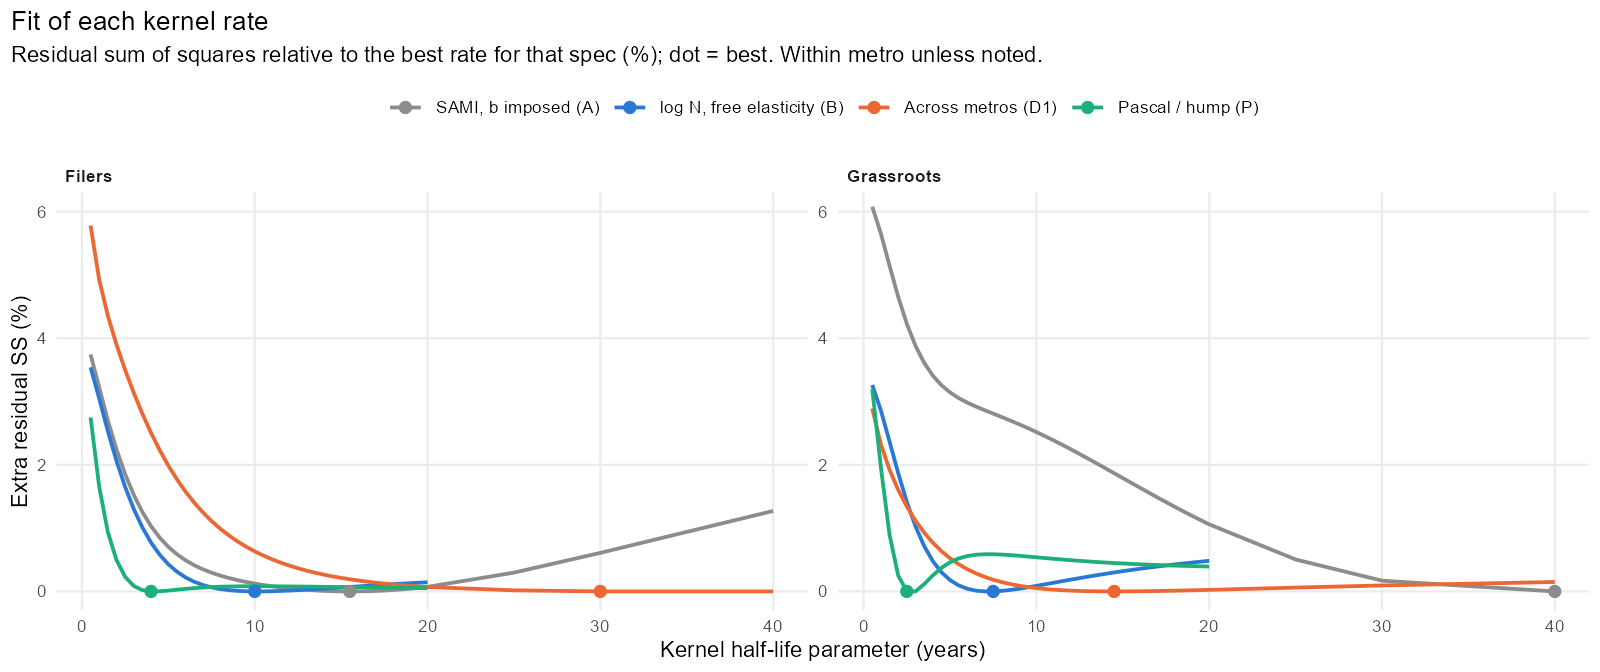 Fit of each kernel rate
Residual sum of squares relative to the best rate for that spec (%); dot = best. Within metro unless noted.
SAMI, b imposed (A) log N, free elasticity (B) Across metros (D1) Pascal / hump (P)
Filers Grassroots
6 6
4 4
2 2
0 0
Extra residual SS (%)
0 10 20 30 40 0 10 20 30 40
Kernel half-life parameter (years)